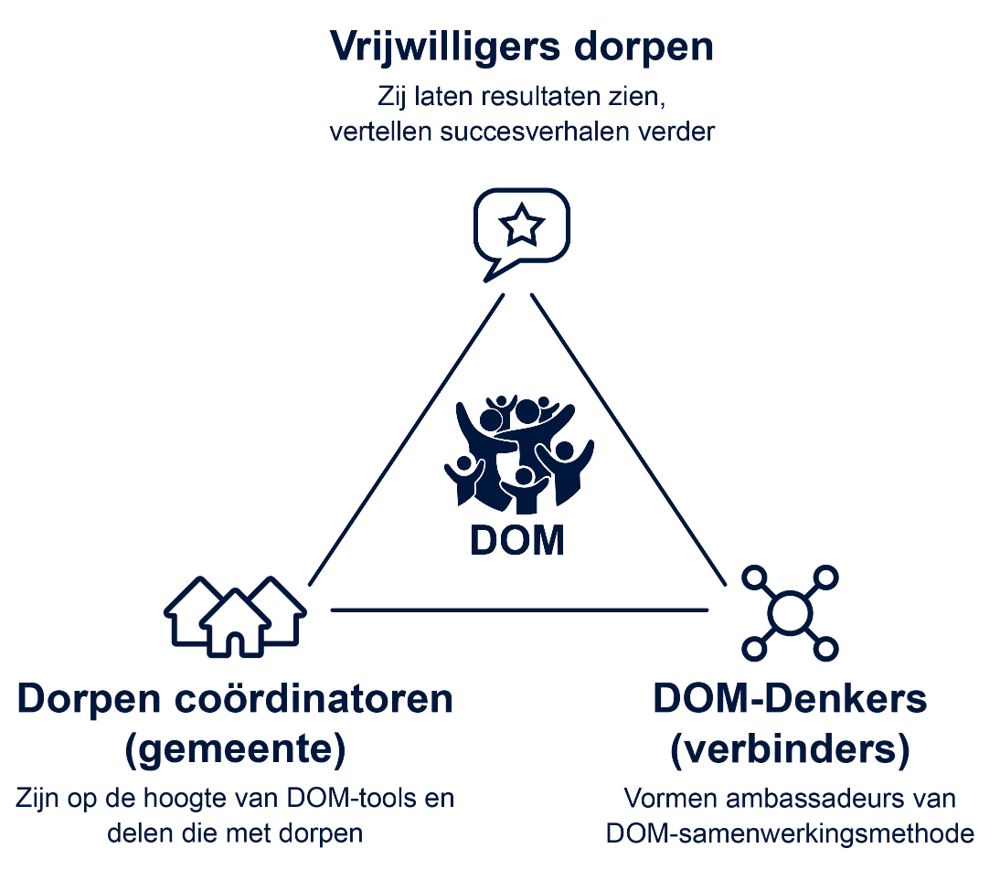 Vrijwilligers dorpen
Zij laten resultaten zien,
vertellen succesverhalen verder
DOM
Dorpen coördinatoren
(gemeente)
Zijn op de hoogte van DOM-tools en
delen die met dorpen
DOM-Denkers
(verbinders)
Vormen ambassadeurs van
DOM-samenwerkingsmethode